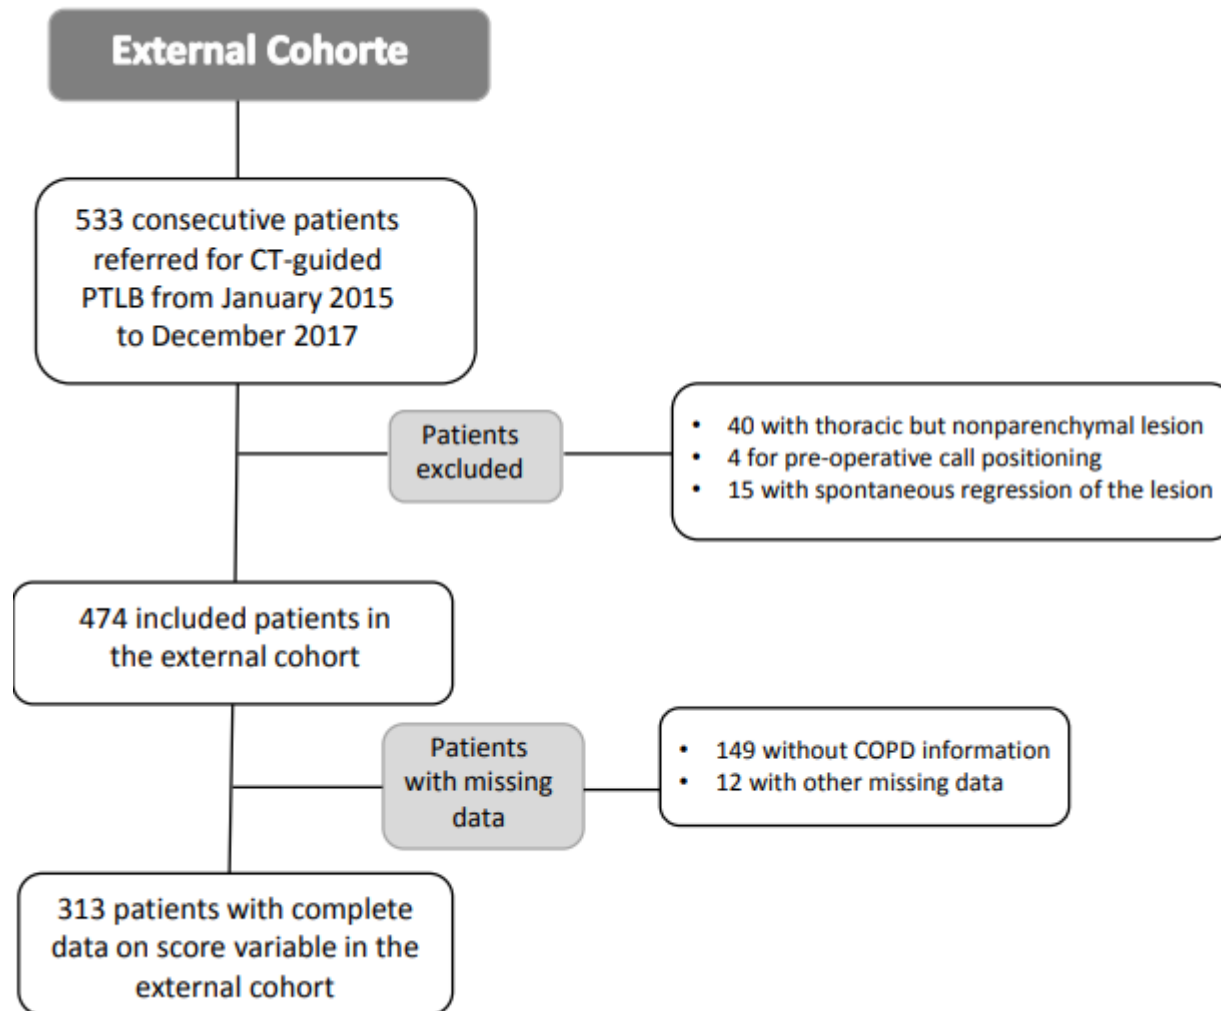 External Cohorte
533 consecutive patients
referred for CT-guided
PTLB from January 2015
to December 2017
Patients
excluded
• 40 with thoracic but nonparenchymal lesion
• 4 for pre-operative call positioning
• 15 with spontaneous regression of the lesion
474 included patients in
the external cohort
Patients
with missing
data
• 149 without COPD information
• 12 with other missing data
313 patients with complete
data on score variable in the
external cohort